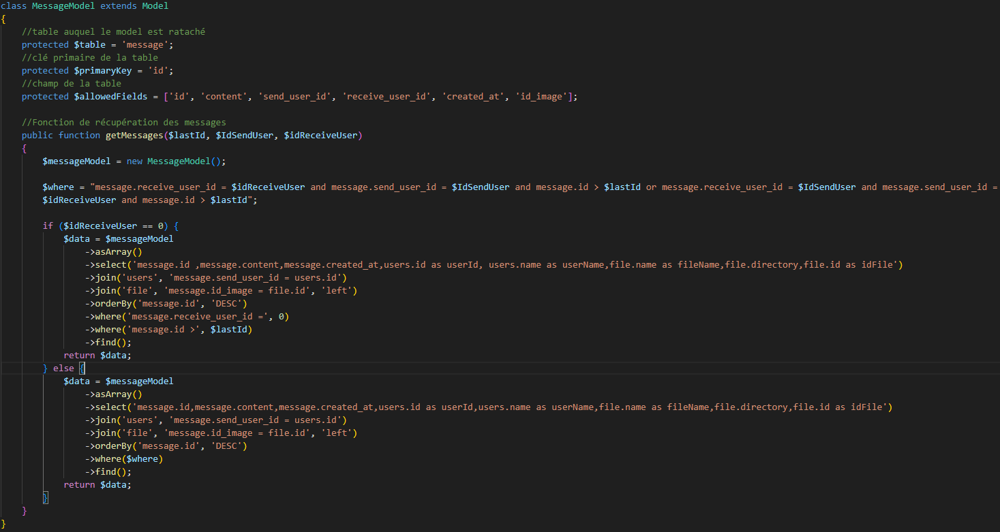 class MessageModel extends Model
{
//table auquel le model est rataché
protected $table = 'message';
//clé primaire de la table
protected $primaryKey = 'id';
//champ de la table
protected $allowedFields = ['id', 'content', 'send_user_id', 'receive_user_id', 'created_at', 'id_image'];
//Fonction de récupération des messages
public function getMessages($lastId, $IdSendUser, $idReceiveUser)
{
$messageModel = new MessageModel();
$where = "message.receive_user_id = $idReceiveUser and message.send_user_id = $IdSendUser and message.id > $lastId or message.receive_user_id = $IdSendUser and message.send_user_id =
$idReceiveUser and message.id > $lastId";
if ($idReceiveUser == 0) {
$data = $messageModel
->asArray()
->select('message.id ,message.content,message.created_at,users.id as userId, users.name as userName,file.name as fileName,file.directory,file.id as idFile')
->join('users', 'message.send_user_id = users.id')
->join('file', 'message.id_image = file.id', 'left')
->orderBy('message.id', 'DESC')
->where('message.receive_user_id =', 0)
->where('message.id >', $lastId)
->find();
return $data;
} else {
$data = $messageModel
->asArray()
->select('message.id,message.content,message.created_at,users.id as userId,users.name as userName,file.name as fileName,file.directory,file.id as idFile')
->join('users', 'message.send_user_id = users.id')
->join('file', 'message.id_image = file.id', 'left')
->orderBy('message.id', 'DESC')
->where($where)
->find();
return $data;
}
}
}